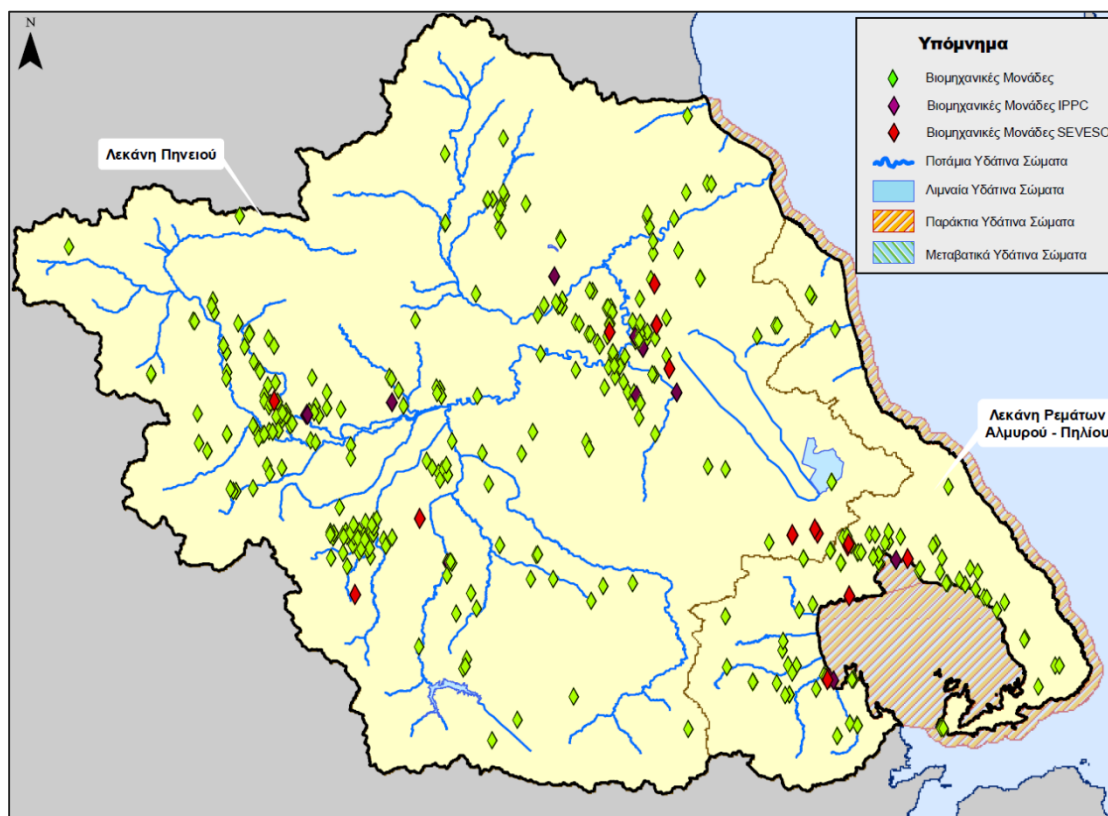 N
Υπόμνημα
Βιομηχανικές Μονάδες
Βιομηχανικές Μονάδες IPPC
Βιομηχανικές Μονάδες SEVESO
Ποτάμια Υδάτινα Σώματα
Λιμναία Υδάτινα Σώματα
Παράκτια Υδάτινα Σώματα
Μεταβατικά Υδάτινα Σώματα
Λεκάνη Πηνειού
Λεκάνη Ρεμάτων
Αλμυρού - Πηλίου